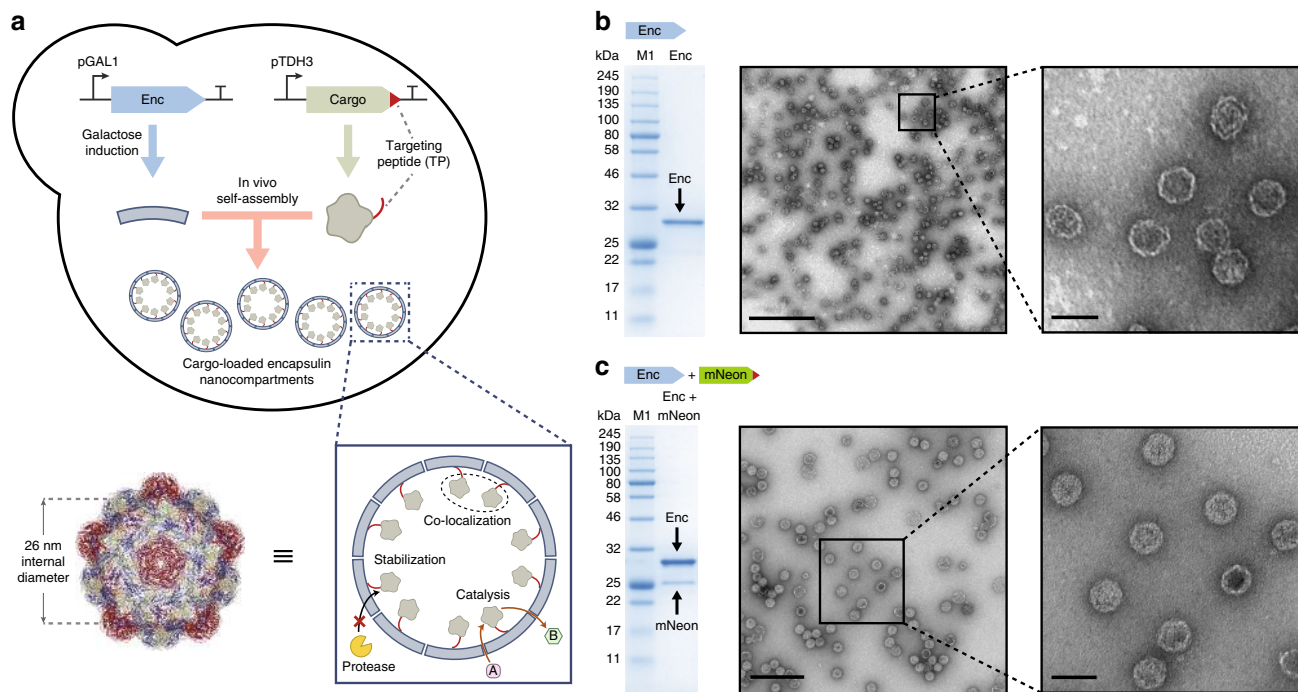 a
pGAL1
pTDH3
Enc
Cargo
Galactose
induction
Targeting
peptide (TP)
In vivo
self-assembly
Cargo-loaded encapsulin
nanocompartments
26 nm
internal
diameter
≡
Co-localization
Stabilization
Catalysis
Protease
A
B
b
Enc
kDa M1 Enc
245
190
135
100
80
58
46
32
25
22
17
11
Enc
c
Enc + mNeon
Enc +
kDa M1 mNeon
245
190
135
100
80
58
46
32
25
22
17
11
Enc
mNeon